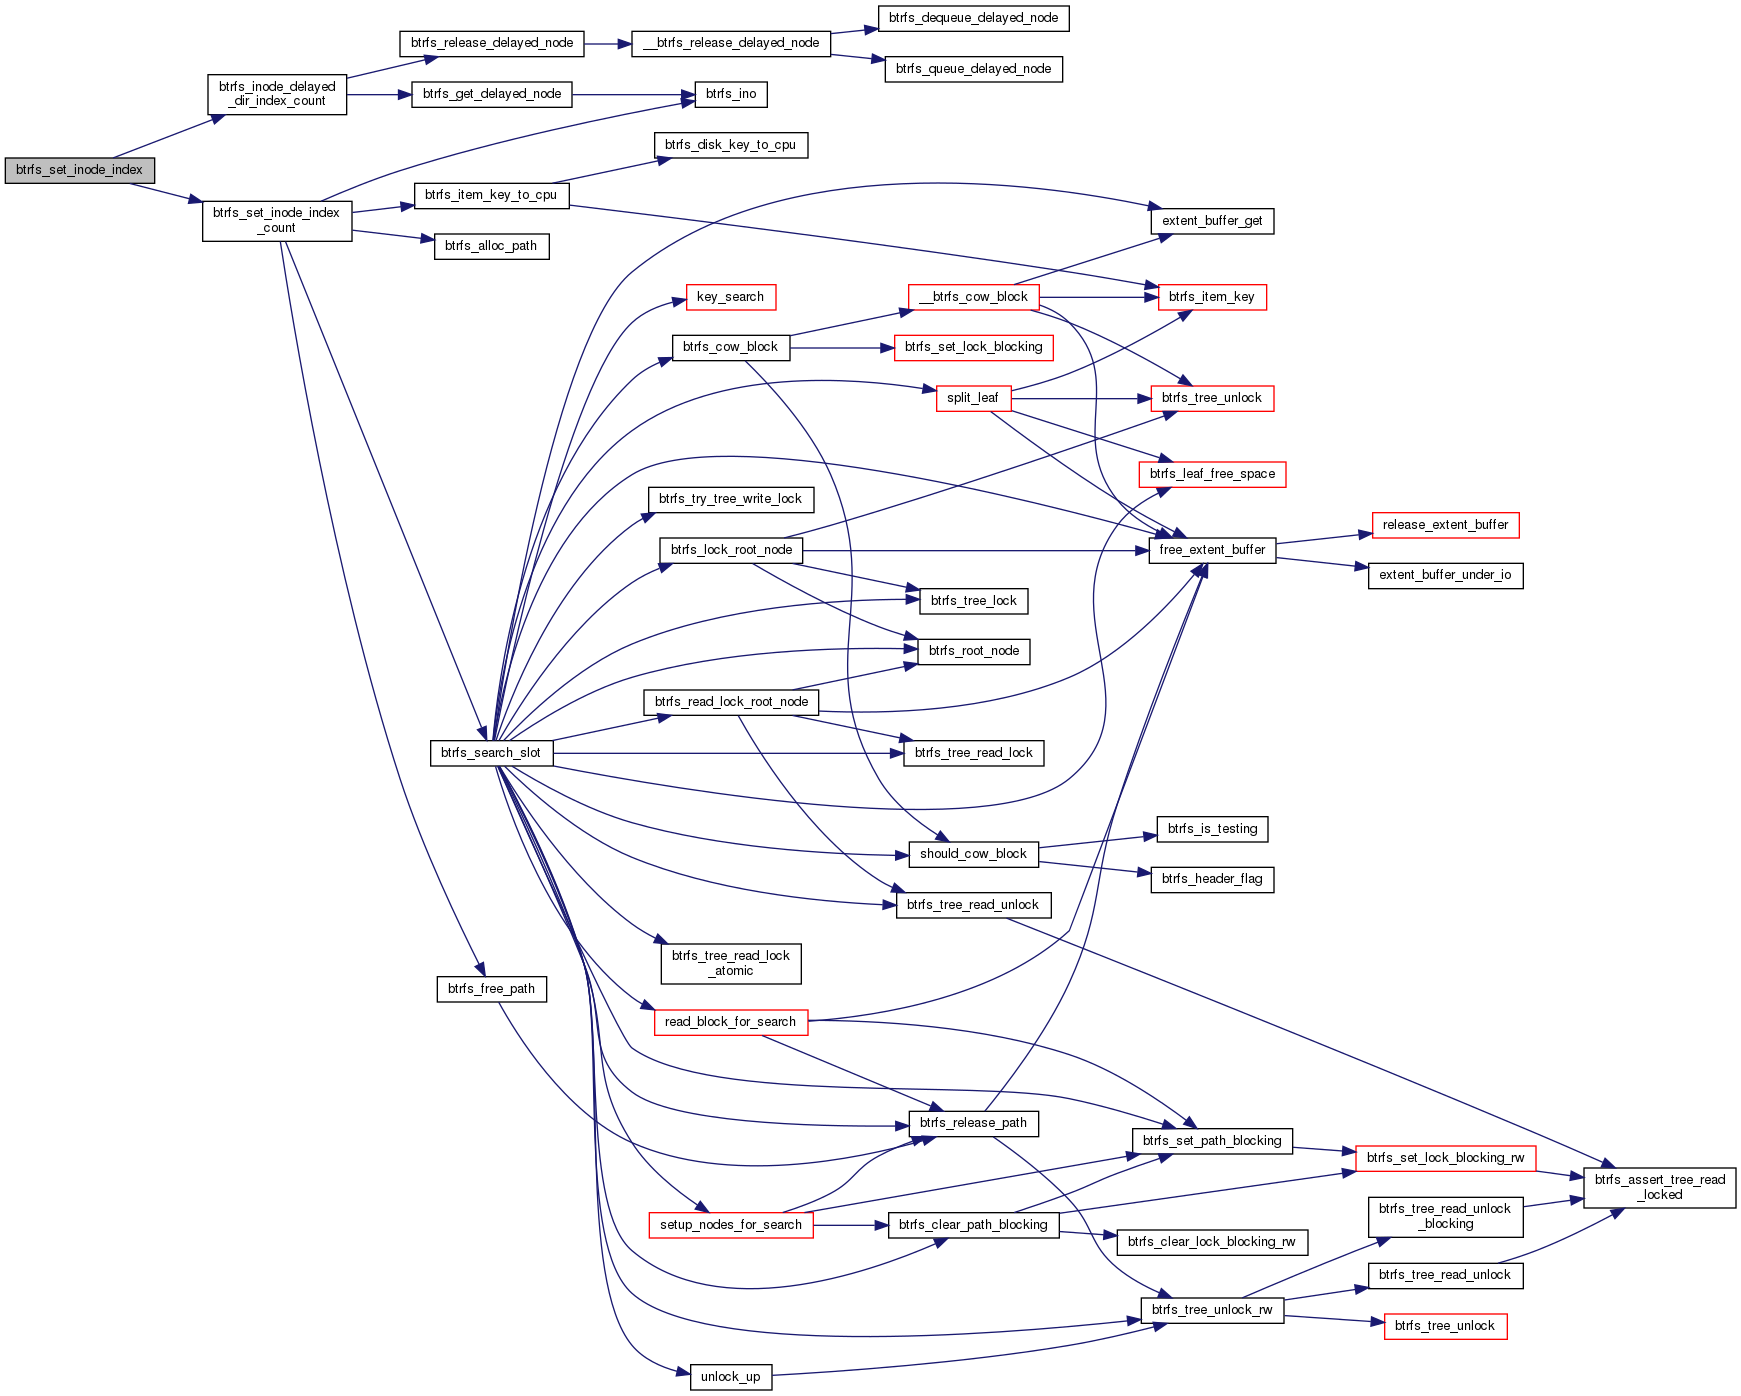 btrfs_dequeue_delayed_node
btrfs_release_delayed_node
__btrfs_release_delayed_node
btrfs_queue_delayed_node
btrfs_inode_delayed
_dir_index_count
btrfs_get_delayed_node
btrfs_ino
btrfs_disk_key_to_cpu
btrfs_set_inode_index
btrfs_item_key_to_cpu
btrfs_set_inode_index
_count
extent_buffer_get
btrfs_alloc_path
key_search
__btrfs_cow_block
btrfs_item_key
btrfs_cow_block
btrfs_set_lock_blocking
split_leaf
btrfs_tree_unlock
btrfs_leaf_free_space
btrfs_try_tree_write_lock
release_extent_buffer
btrfs_lock_root_node
free_extent_buffer
extent_buffer_under_io
btrfs_tree_lock
btrfs_root_node
btrfs_read_lock_root_node
btrfs_search_slot
btrfs_tree_read_lock
btrfs_is_testing
should_cow_block
btrfs_header_flag
btrfs_tree_read_unlock
btrfs_tree_read_lock
_atomic
btrfs_free_path
read_block_for_search
btrfs_release_path
btrfs_set_path_blocking
btrfs_set_lock_blocking_rw
btrfs_assert_tree_read
_locked
btrfs_tree_read_unlock
_blocking
setup_nodes_for_search
btrfs_clear_path_blocking
btrfs_clear_lock_blocking_rw
btrfs_tree_read_unlock
btrfs_tree_unlock_rw
btrfs_tree_unlock
unlock_up